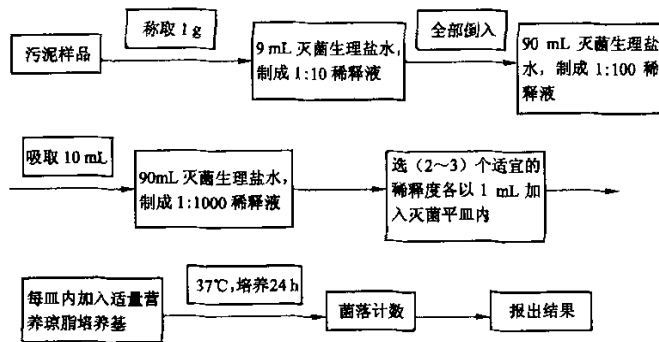 污泥样品
称取 1 g
9 mL 灭菌生理盐水,
制成 1:10 稀释液
全部倒入
90 mL 灭菌生理盐
水, 制成 1:100 稀
释液
吸取 10 mL
90mL 灭菌生理盐水,
制成 1:1000 稀释液
选（2～3）个适宜的
稀释度各以 1 mL 加
入灭菌平皿内
每皿内加入适量营
养琼脂培养基
37℃,培养24 h
菌落计数
报出结果